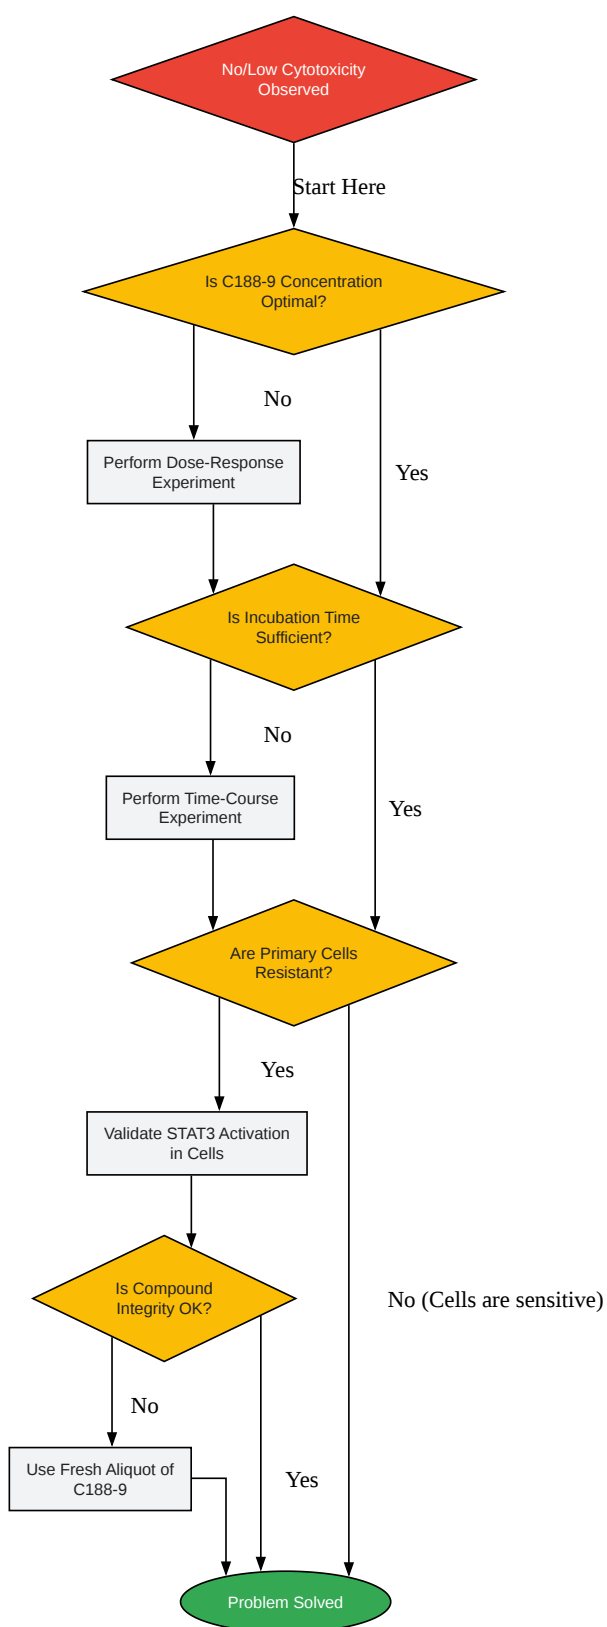 No/Low Cytotoxicity
Observed
Start Here
Is C188-9 Concentration
Optimal?
No
Perform Dose-Response
Experiment
Yes
Is Incubation Time
Sufficient?
No
Perform Time-Course
Experiment
Yes
Are Primary Cells
Resistant?
Yes
Validate STAT3 Activation
in Cells
Is Compound
Integrity OK?
No (Cells are sensitive)
No
Use Fresh Aliquot of
C188-9
Yes
Problem Solved